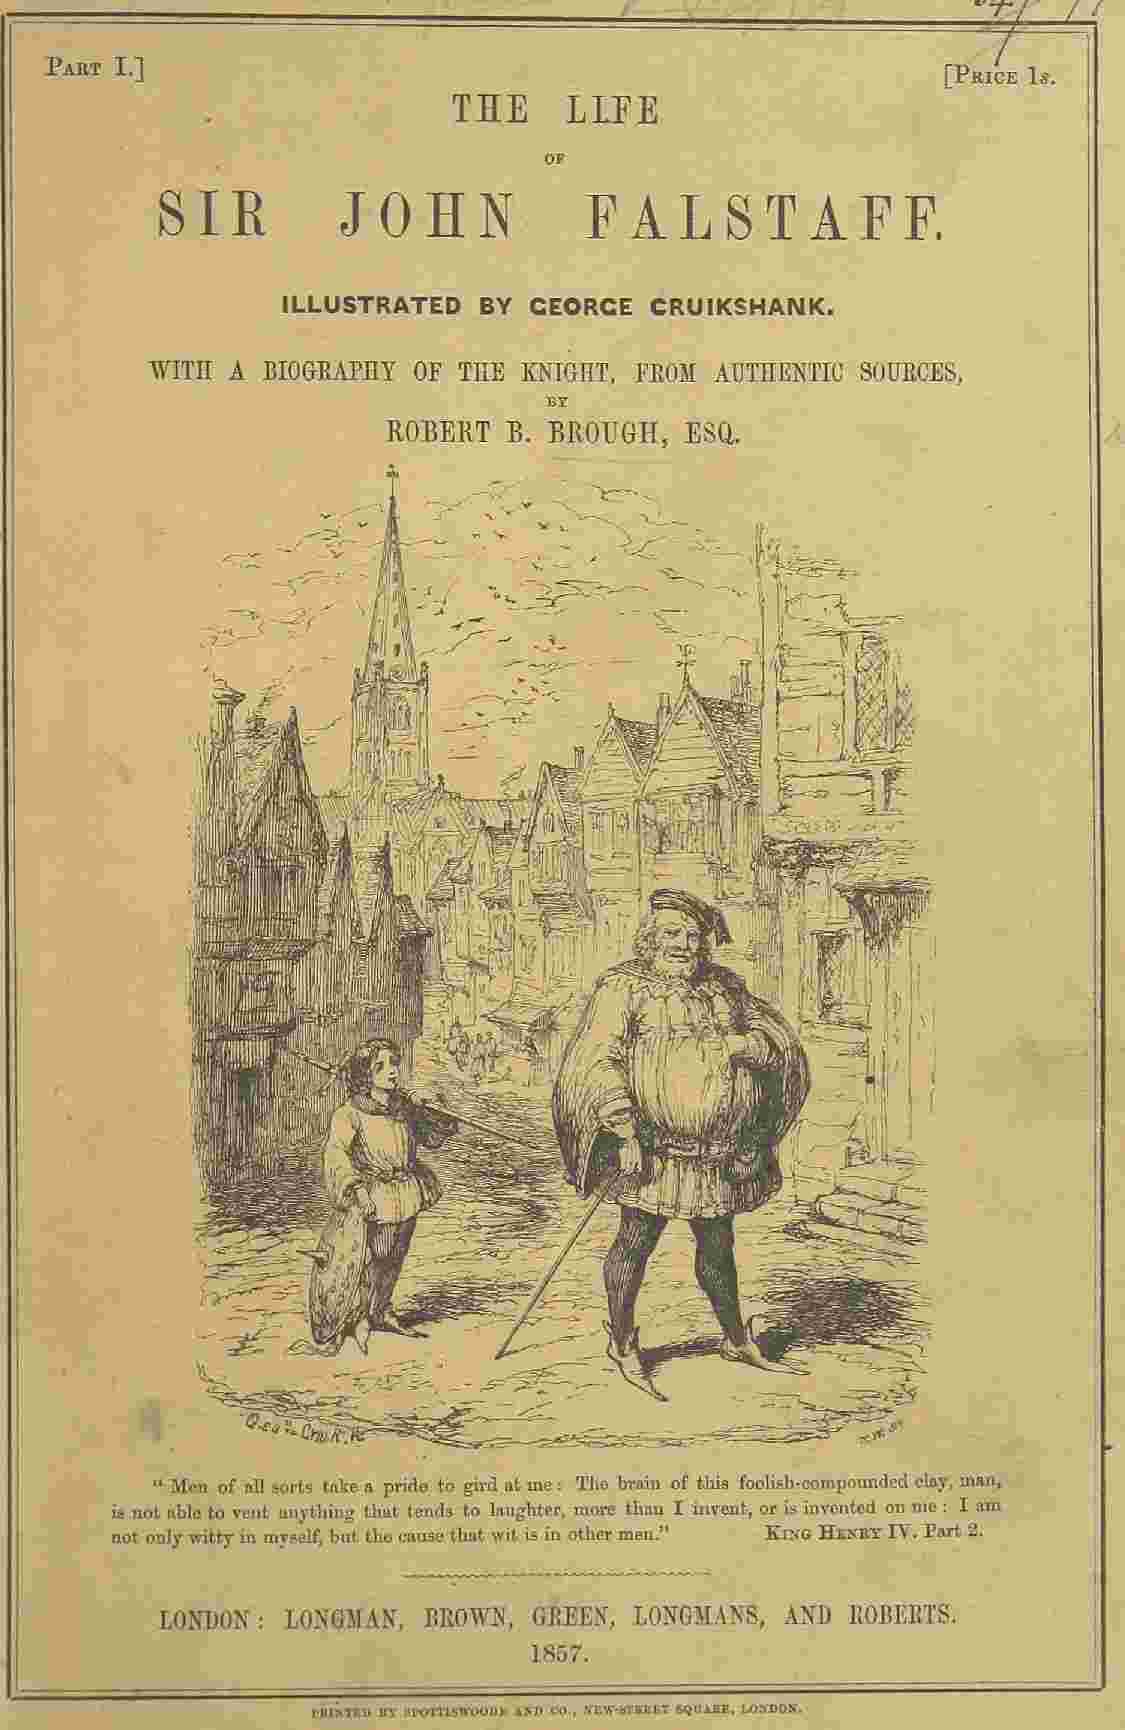 PART I.]
[PRICE 1s.
THE LIFE
OF
SIR JOHN FALSTAFF.
ILLUSTRATED BY GEORGE CRUIKSHANK.
WITH A BIOGRAPHY OF THE KNIGHT, FROM AUTHENTIC SOURCES,
BY
ROBERT B. BROUGH, ESQ.
"Men of all sorts take a pride to gird at me: The brain of this foolish-compounded clay, man,
is not able to vent anything that tends to laughter, more than I invent, or is invented on me: I am
not only witty in myself, but the cause that wit is in other men." KING HENRY IV. Part 2.
LONDON: LONGMAN, BROWN, GREEN, LONGMANS, AND ROBERTS.
1857.
PRINTED BY SPOTTISWOODE AND CO., NEW-STREET SQUARE, LONDON.